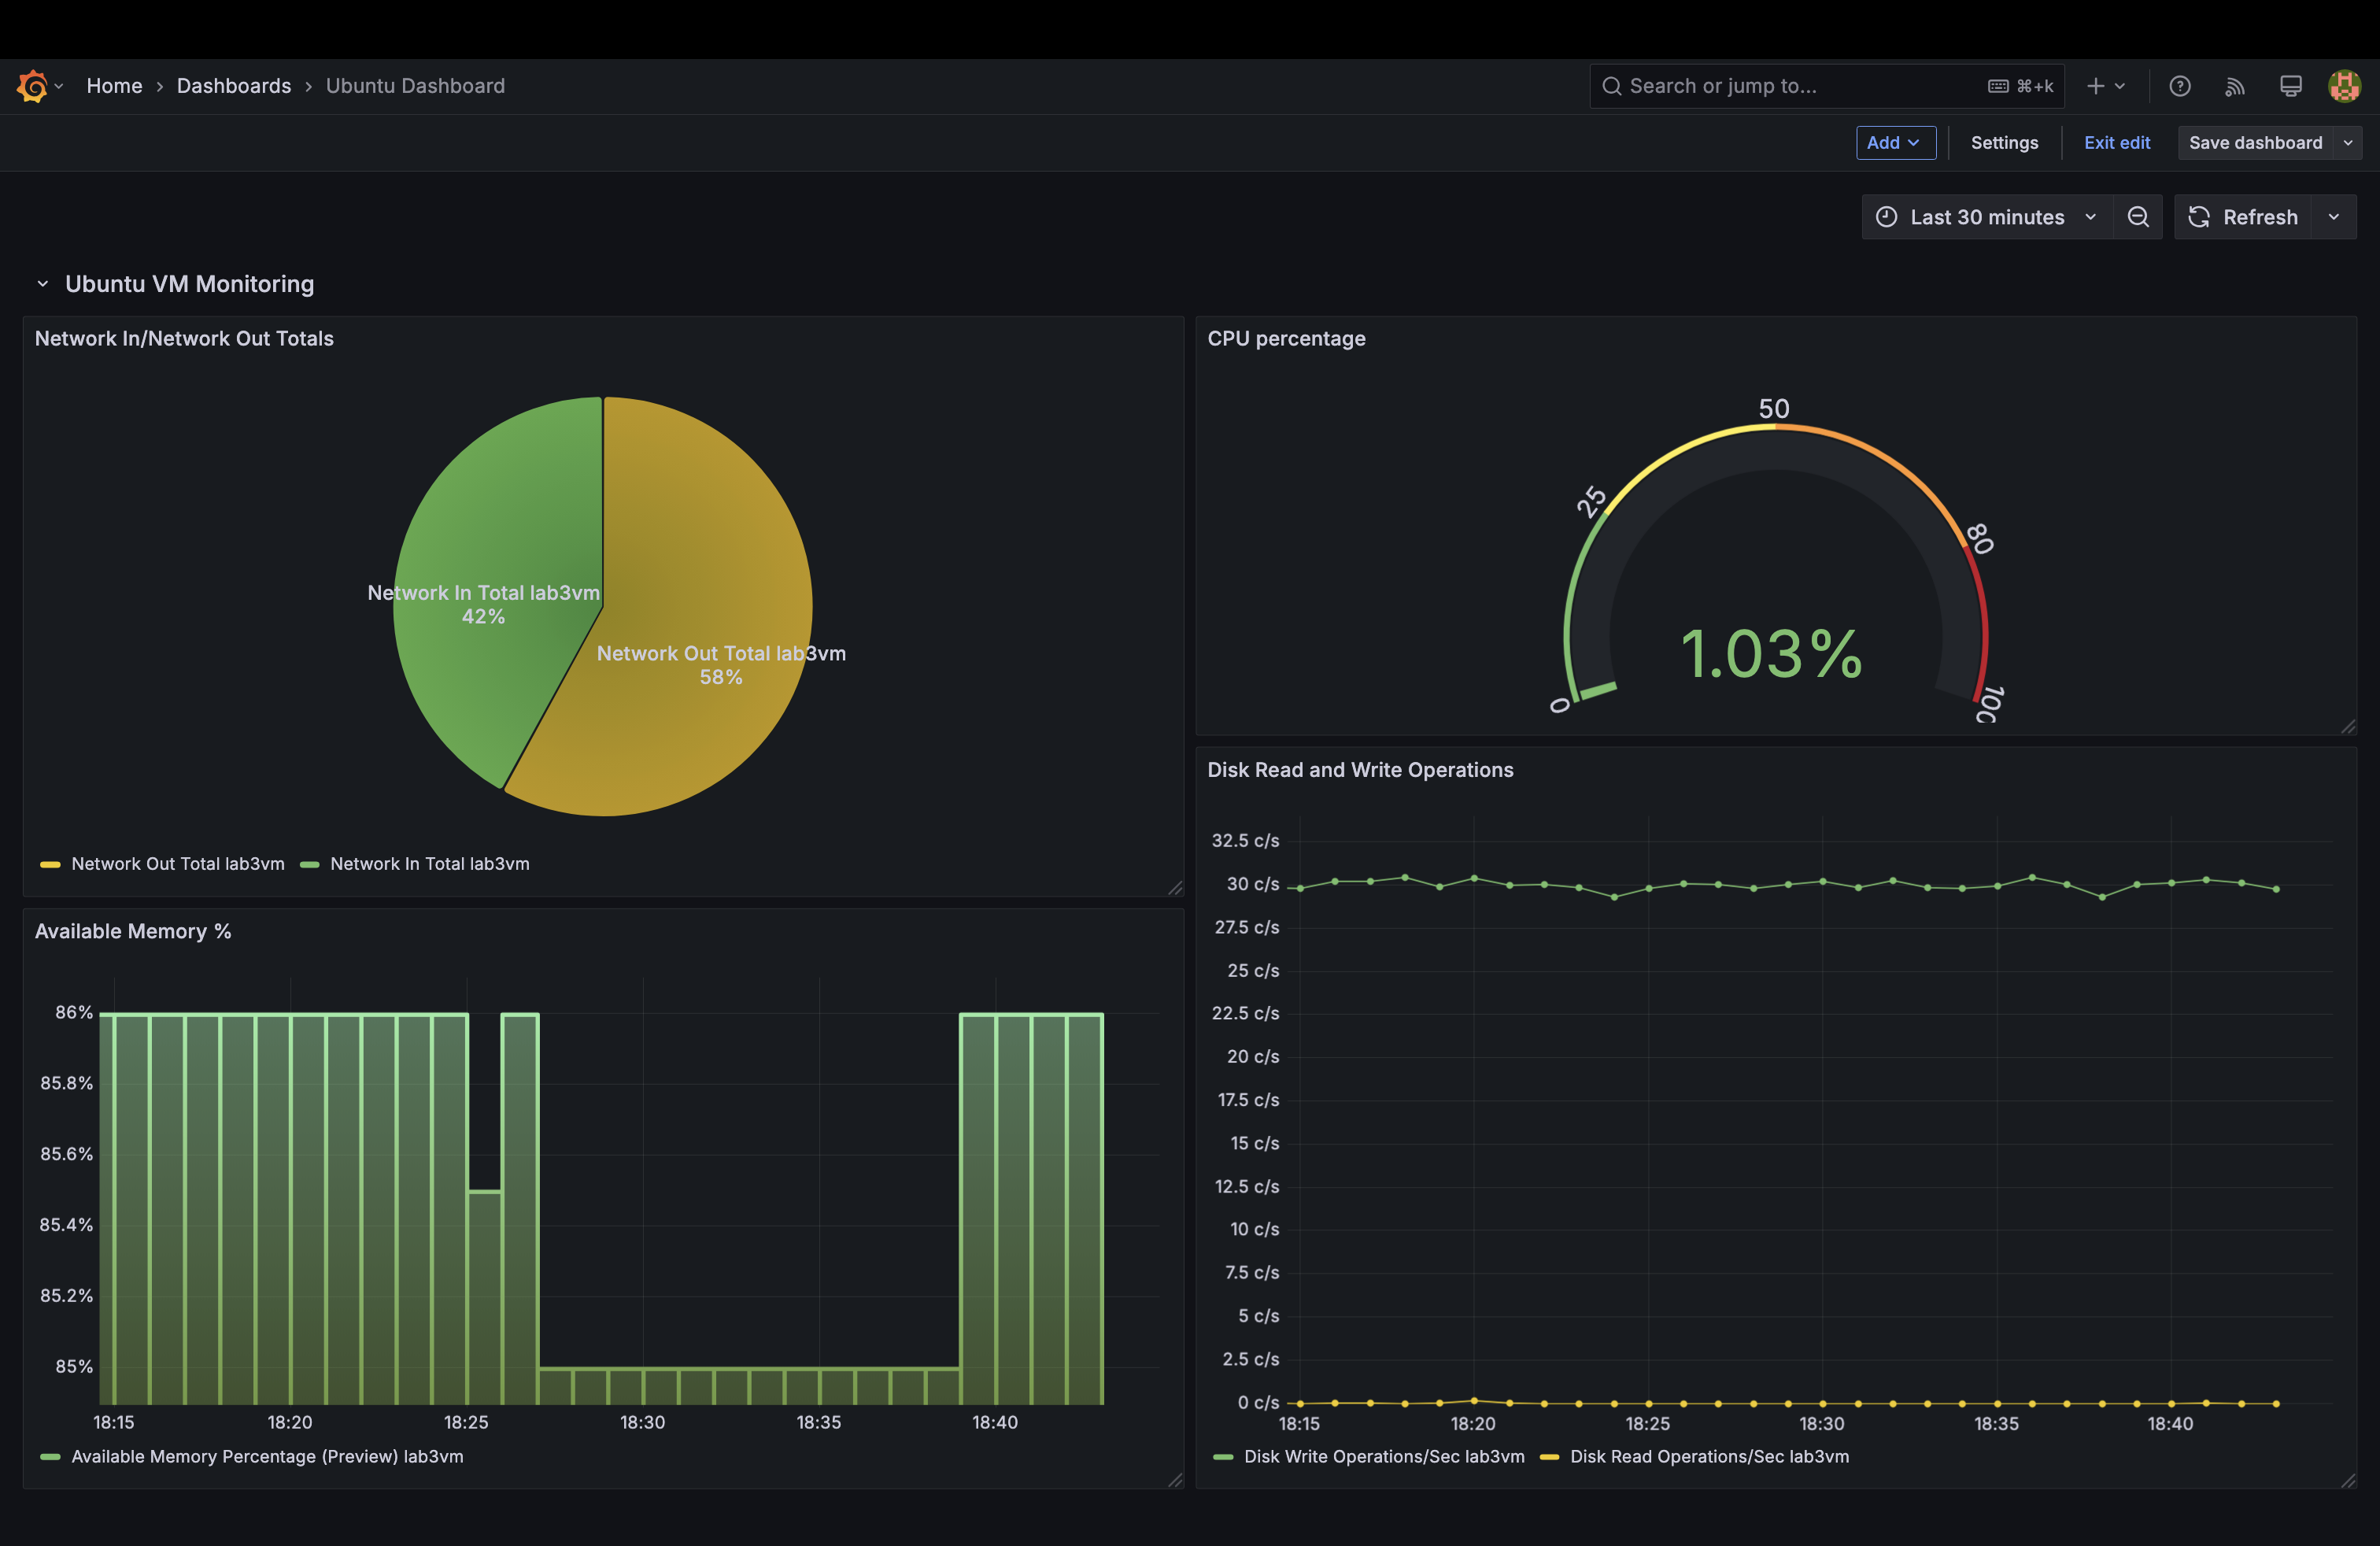 Home › Dashboards › Ubuntu Dashboard
Search or jump to... ⌘+k
Add
Settings
Exit edit
Save dashboard
Last 30 minutes
Refresh
Ubuntu VM Monitoring
Network In/Network Out Totals
Network In Total lab3vm
42%
Network Out Total lab3vm
58%
Network Out Total lab3vm
Network In Total lab3vm
CPU percentage
0
25
50
80
100
1.03%
Available Memory %
86%
85.8%
85.6%
85.4%
85.2%
85%
18:15 18:20 18:25 18:30 18:35 18:40
Available Memory Percentage (Preview) lab3vm
Disk Read and Write Operations
32.5 c/s
30 c/s
27.5 c/s
25 c/s
22.5 c/s
20 c/s
17.5 c/s
15 c/s
12.5 c/s
10 c/s
7.5 c/s
5 c/s
2.5 c/s
0 c/s
18:15 18:20 18:25 18:30 18:35 18:40
Disk Write Operations/Sec lab3vm
Disk Read Operations/Sec lab3vm